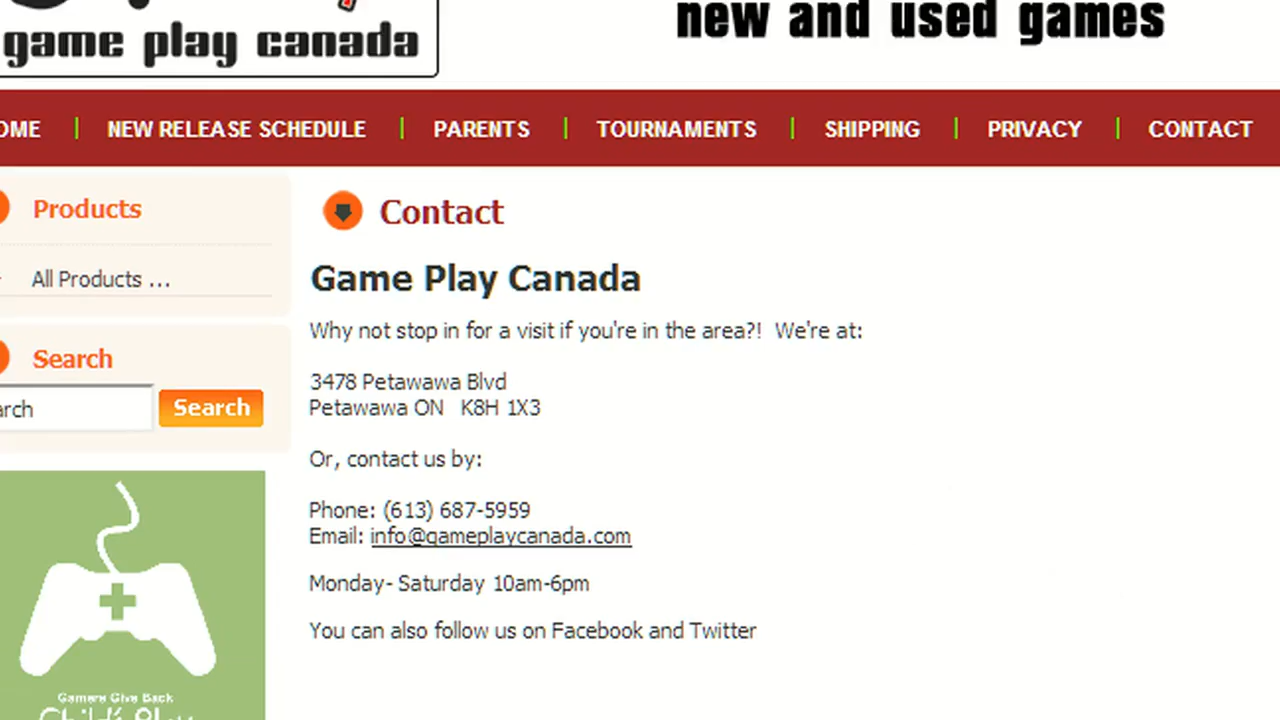 game play canada
new and used games
OME | NEW RELEASE SCHEDULE | PARENTS | TOURNAMENTS | SHIPPING | PRIVACY | CONTACT
Products
All Products ...
Search
arch
Search
Gamers Give Back
Child's Play
Contact
Game Play Canada
Why not stop in for a visit if you're in the area?! We're at:
3478 Petawawa Blvd
Petawawa ON K8H 1X3
Or, contact us by:
Phone: (613) 687-5959
Email: info@gameplaycanada.com
Monday- Saturday 10am-6pm
You can also follow us on Facebook and Twitter